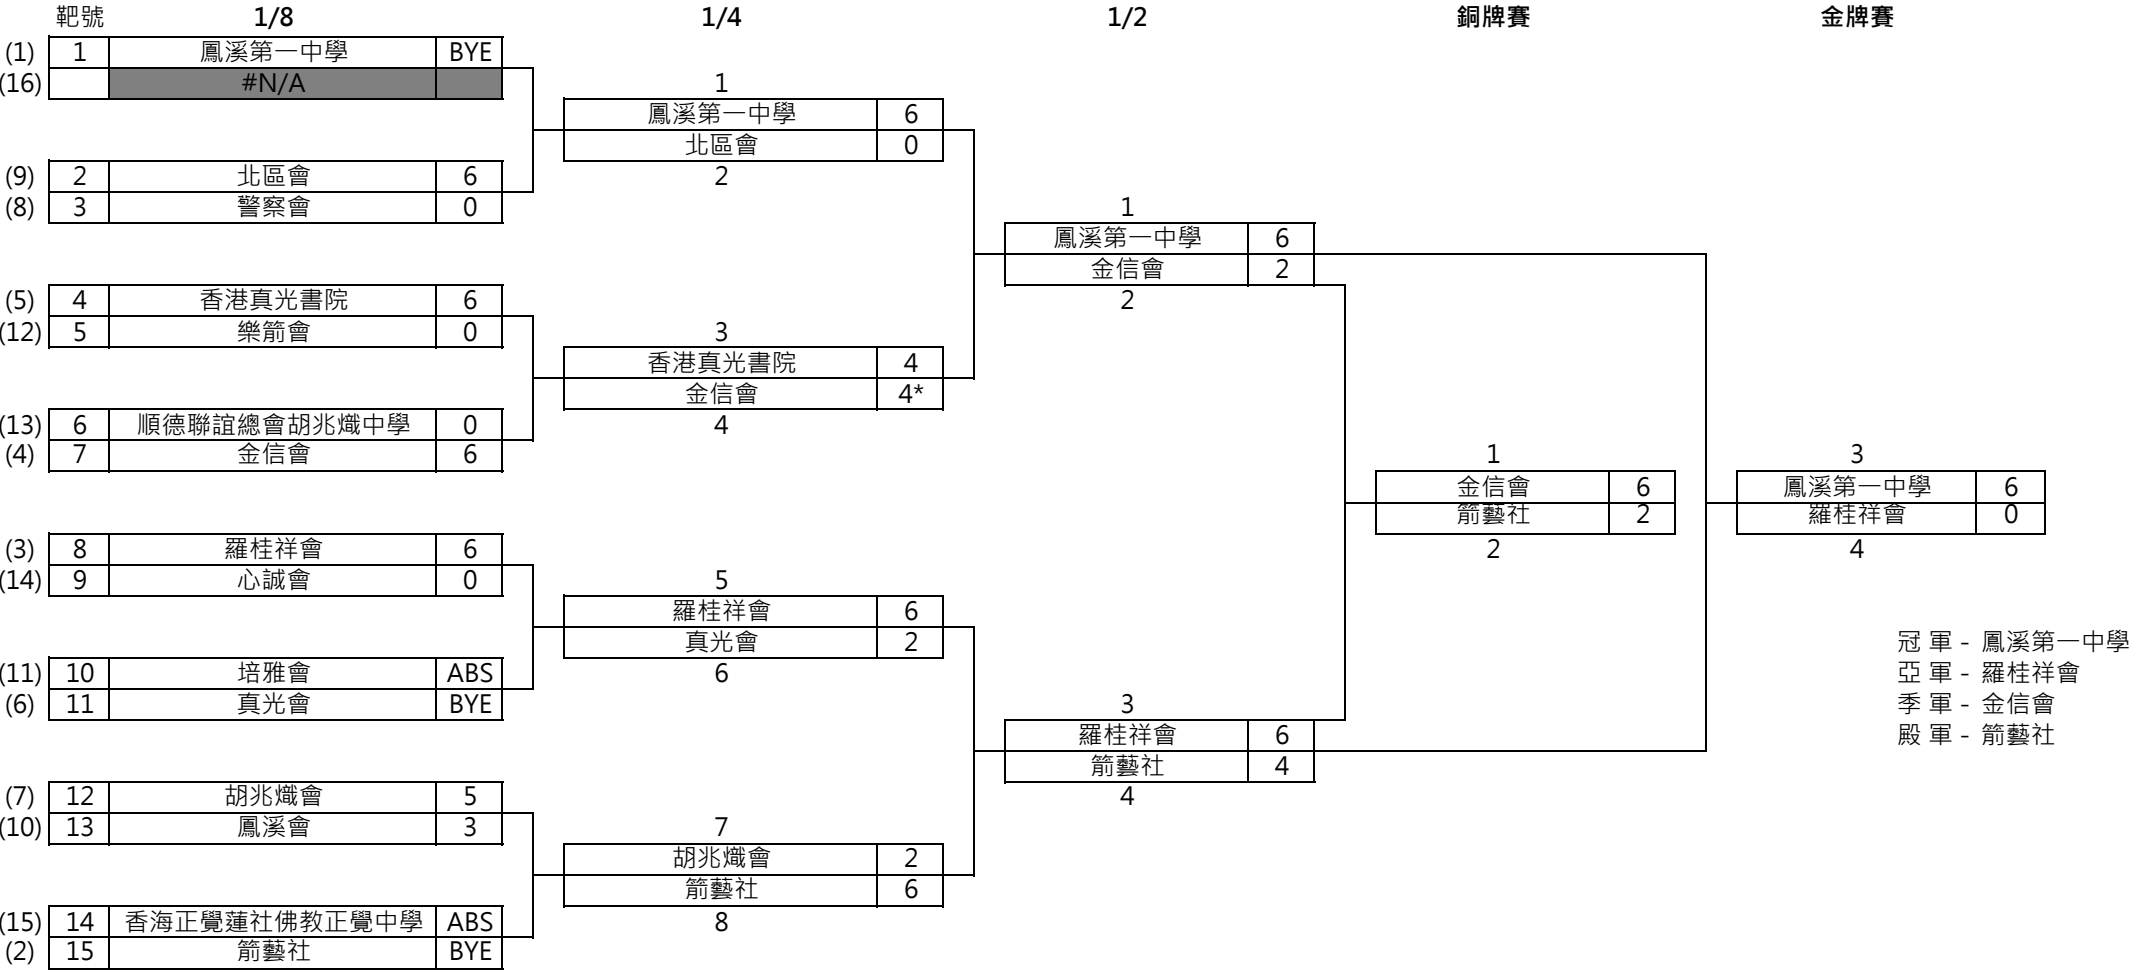 靶號 1/8 1/4 1/2 銅牌賽 金牌賽
(1) 1 鳳溪第一中學 BYE
(16) #N/A 1
鳳溪第一中學 6
北區會 0
(9) 2 北區會 6 2
(8) 3 警察會 0 1
鳳溪第一中學 6
金信會 2
(5) 4 香港真光書院 6 2
(12) 5 樂箭會 0 3
香港真光書院 4
金信會 4*
(13) 6 順德聯誼總會胡兆熾中學 0 4
(4) 7 金信會 6 1 3
金信會 6 鳳溪第一中學 6
箭藝社 2 羅桂祥會 0
(3) 8 羅桂祥會 6 2 4
(14) 9 心誠會 0 5
羅桂祥會 6
真光會 2 冠 軍 - 鳳溪第一中學
(11) 10 培雅會 ABS 6 亞 軍 - 羅桂祥會
(6) 11 真光會 BYE 3 季 軍 - 金信會
羅桂祥會 6 殿 軍 - 箭藝社
箭藝社 4
(7) 12 胡兆熾會 5 4
(10) 13 鳳溪會 3 7
胡兆熾會 2
箭藝社 6
(15) 14 香海正覺蓮社佛教正覺中學 ABS 8
(2) 15 箭藝社 BYE